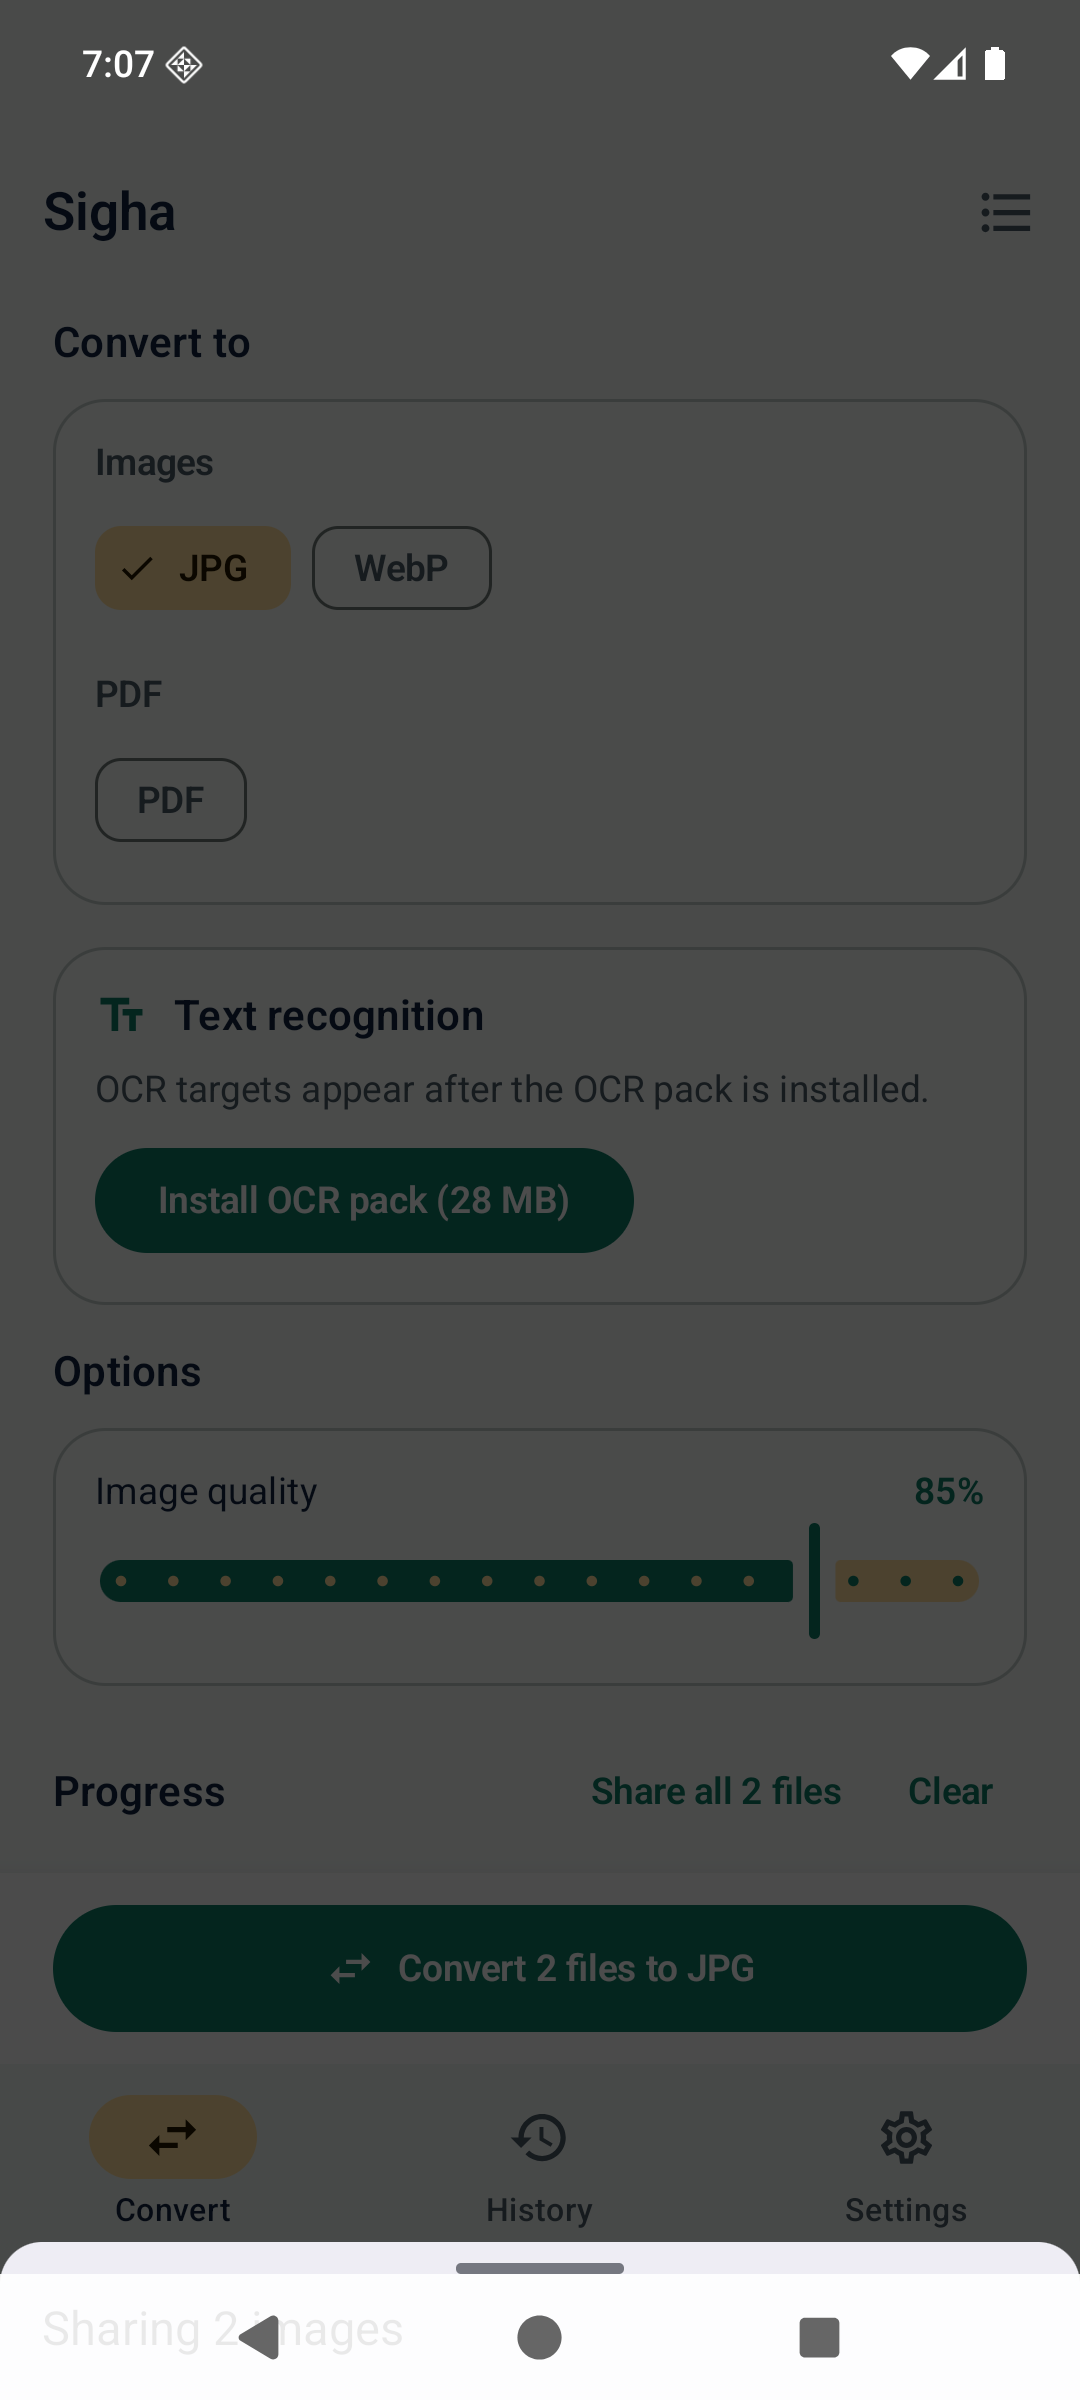 7:07
Sigha
Convert to
Images
JPG
WebP
PDF
PDF
Text recognition
OCR targets appear after the OCR pack is installed.
Install OCR pack (28 MB)
Options
Image quality
85%
Progress
Share all 2 files
Clear
Convert 2 files to JPG
Convert
History
Settings
Sharing 2 images